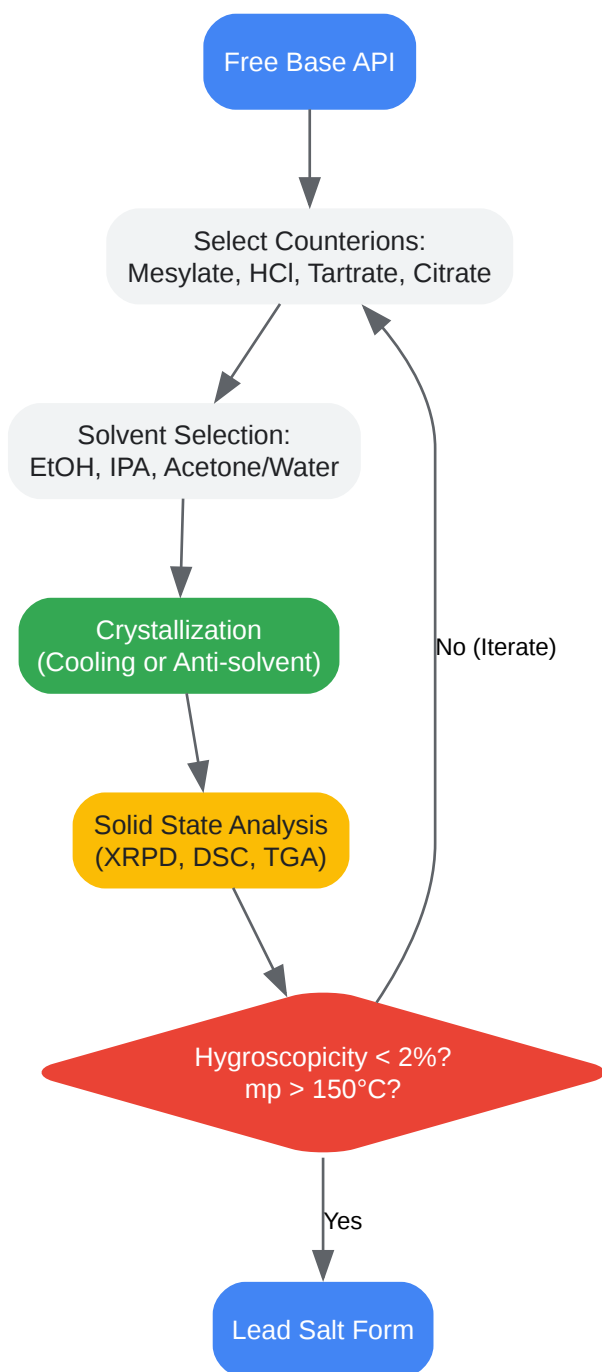 Free Base API
Select Counterions:
Mesylate, HCl, Tartrate, Citrate
Solvent Selection:
EtOH, IPA, Acetone/Water
Crystallization
(Cooling or Anti-solvent)
No (Iterate)
Solid State Analysis
(XRPD, DSC, TGA)
Hygroscopicity < 2%?
mp > 150°C?
Yes
Lead Salt Form